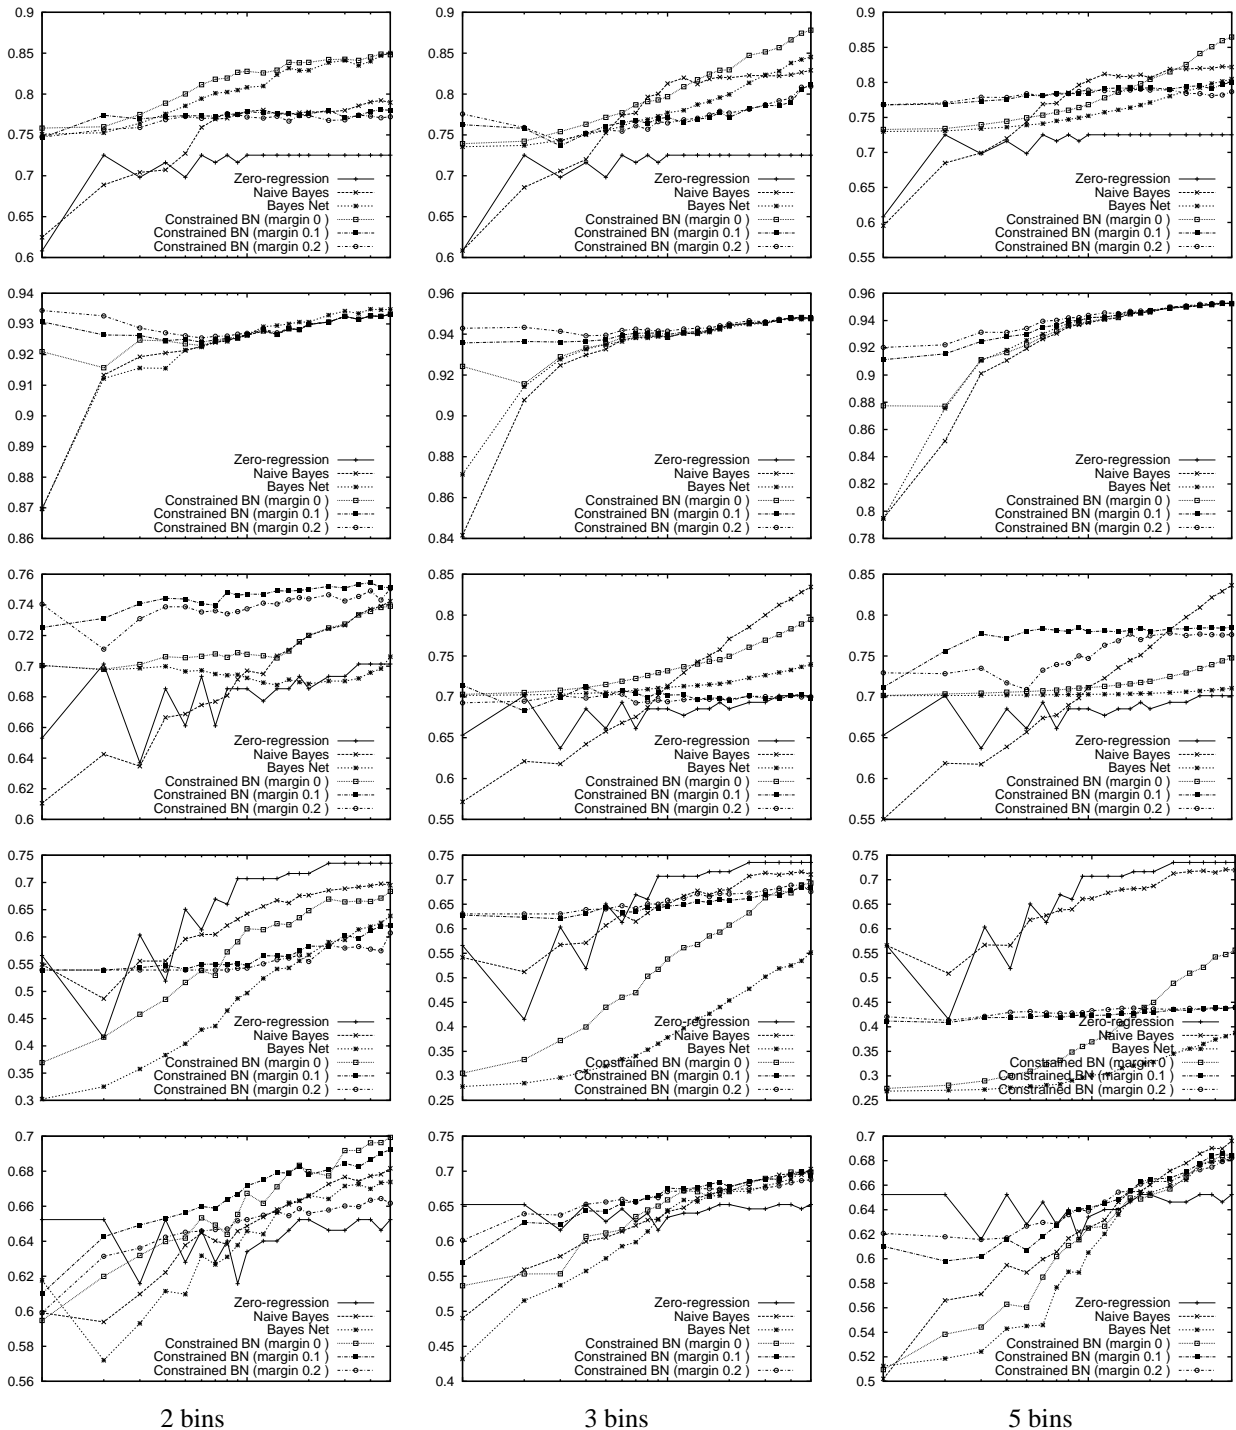 0.9
0.85
0.8
0.75
0.7
0.65
0.6
Zero-regression
Naive Bayes
Bayes Net
Constrained BN (margin 0 )
Constrained BN (margin 0.1 )
Constrained BN (margin 0.2 )
0.9
0.85
0.8
0.75
0.7
0.65
0.6
Zero-regression
Naive Bayes
Bayes Net
Constrained BN (margin 0 )
Constrained BN (margin 0.1 )
Constrained BN (margin 0.2 )
0.9
0.85
0.8
0.75
0.7
0.65
0.6
0.55
Zero-regression
Naive Bayes
Bayes Net
Constrained BN (margin 0 )
Constrained BN (margin 0.1 )
Constrained BN (margin 0.2 )
0.94
0.93
0.92
0.91
0.9
0.89
0.88
0.87
0.86
Zero-regression
Naive Bayes
Bayes Net
Constrained BN (margin 0 )
Constrained BN (margin 0.1 )
Constrained BN (margin 0.2 )
0.96
0.94
0.92
0.9
0.88
0.86
0.84
Zero-regression
Naive Bayes
Bayes Net
Constrained BN (margin 0 )
Constrained BN (margin 0.1 )
Constrained BN (margin 0.2 )
0.96
0.94
0.92
0.9
0.88
0.86
0.84
0.82
0.8
0.78
Zero-regression
Naive Bayes
Bayes Net
Constrained BN (margin 0 )
Constrained BN (margin 0.1 )
Constrained BN (margin 0.2 )
0.76
0.74
0.72
0.7
0.68
0.66
0.64
0.62
0.6
Zero-regression
Naive Bayes
Bayes Net
Constrained BN (margin 0 )
Constrained BN (margin 0.1 )
Constrained BN (margin 0.2 )
0.85
0.8
0.75
0.7
0.65
0.6
0.55
Zero-regression
Naive Bayes
Bayes Net
Constrained BN (margin 0 )
Constrained BN (margin 0.1 )
Constrained BN (margin 0.2 )
0.85
0.8
0.75
0.7
0.65
0.6
0.55
Zero-regression
Naive Bayes
Bayes Net
Constrained BN (margin 0 )
Constrained BN (margin 0.1 )
Constrained BN (margin 0.2 )
0.75
0.7
0.65
0.6
0.55
0.5
0.45
0.4
0.35
0.3
Zero-regression
Naive Bayes
Bayes Net
Constrained BN (margin 0 )
Constrained BN (margin 0.1 )
Constrained BN (margin 0.2 )
0.75
0.7
0.65
0.6
0.55
0.5
0.45
0.4
0.35
0.3
0.25
Zero-regression
Naive Bayes
Bayes Net
Constrained BN (margin 0 )
Constrained BN (margin 0.1 )
Constrained BN (margin 0.2 )
0.75
0.7
0.65
0.6
0.55
0.5
0.45
0.4
0.35
0.3
0.25
Zero-regression
Naive Bayes
Bayes Net
Constrained BN (margin 0 )
Constrained BN (margin 0.1 )
Constrained BN (margin 0.2 )
0.7
0.68
0.66
0.64
0.62
0.6
0.58
0.56
Zero-regression
Naive Bayes
Bayes Net
Constrained BN (margin 0 )
Constrained BN (margin 0.1 )
Constrained BN (margin 0.2 )
0.75
0.7
0.65
0.6
0.55
0.5
0.45
0.4
Zero-regression
Naive Bayes
Bayes Net
Constrained BN (margin 0 )
Constrained BN (margin 0.1 )
Constrained BN (margin 0.2 )
0.7
0.68
0.66
0.64
0.62
0.6
0.58
0.56
0.54
0.52
0.5
Zero-regression
Naive Bayes
Bayes Net
Constrained BN (margin 0 )
Constrained BN (margin 0.1 )
Constrained BN (margin 0.2 )
2 bins
3 bins
5 bins